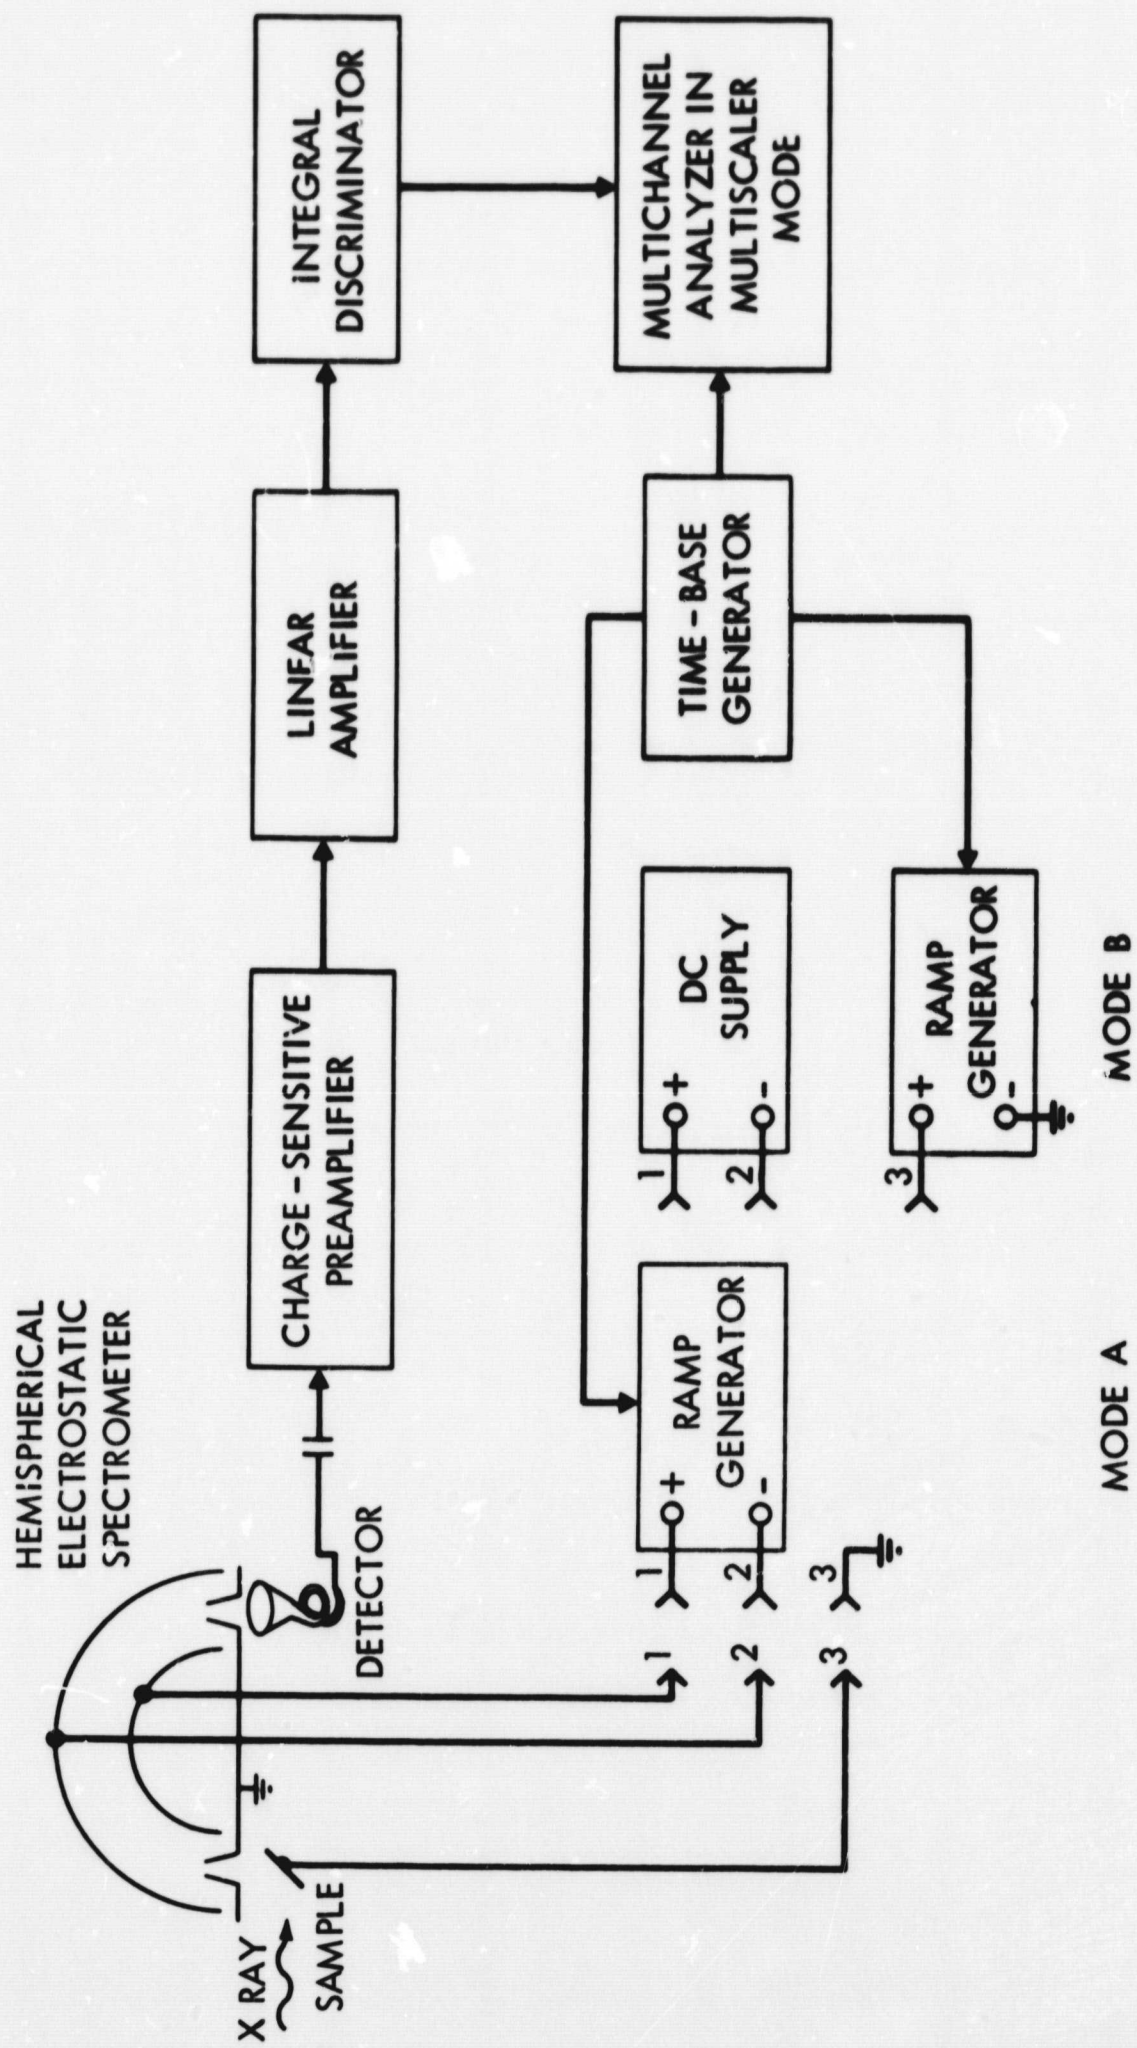 HEMISPHERICAL
ELECTROSTATIC
SPECTROMETER
X RAY
SAMPLE
DETECTOR
CHARGE-SENSITIVE
PREAMPLIFIER
LINFAR
AMPLIFIER
INTEGRAL
DISCRIMINATOR
1
2
3
1
2
3
+
-
RAMP
GENERATOR
1
2
+
-
DC
SUPPLY
TIME-BASE
GENERATOR
MULTICHANNEL
ANALYZER IN
MULTISCALER
MODE
3
+
-
RAMP
GENERATOR
MODE A
MODE B